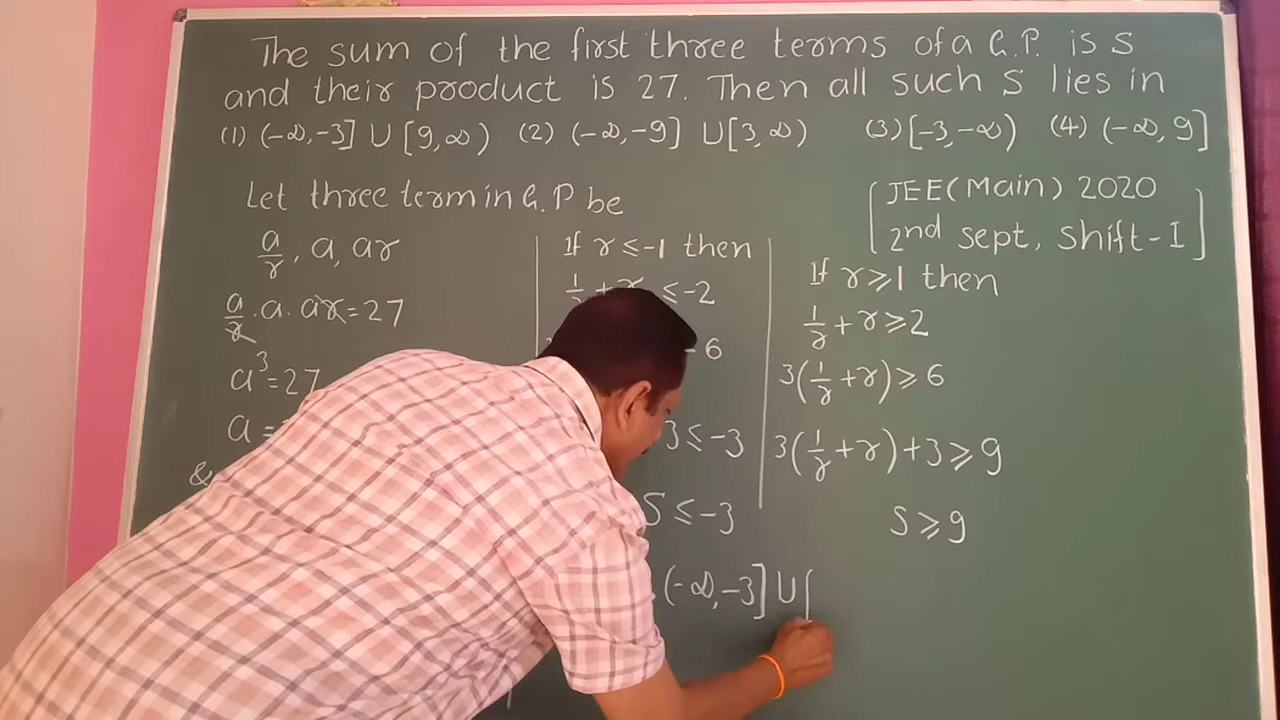 The sum of the first three terms of a G.P. is S
and their product is 27. Then all such S lies in
(1) (-∞,-3] ∪ [9,∞) (2) (-∞,-9] ∪[3,∞) (3)[-3,-∞) (4) (-∞,9]
Let three term in G.P be
a/r, a, ar
a/r . a . ar = 27
a³ = 27
a =
&
If r ≤ -1 then
≤ -2
- 6
3 ≤ -3
S ≤ -3
(-∞,-3] ∪ [
[JEE(Main) 2020
2nd sept, Shift-I]
If r ≥ 1 then
1/r + r ≥ 2
3(1/r + r) ≥ 6
3(1/r + r) + 3 ≥ 9
S ≥ 9